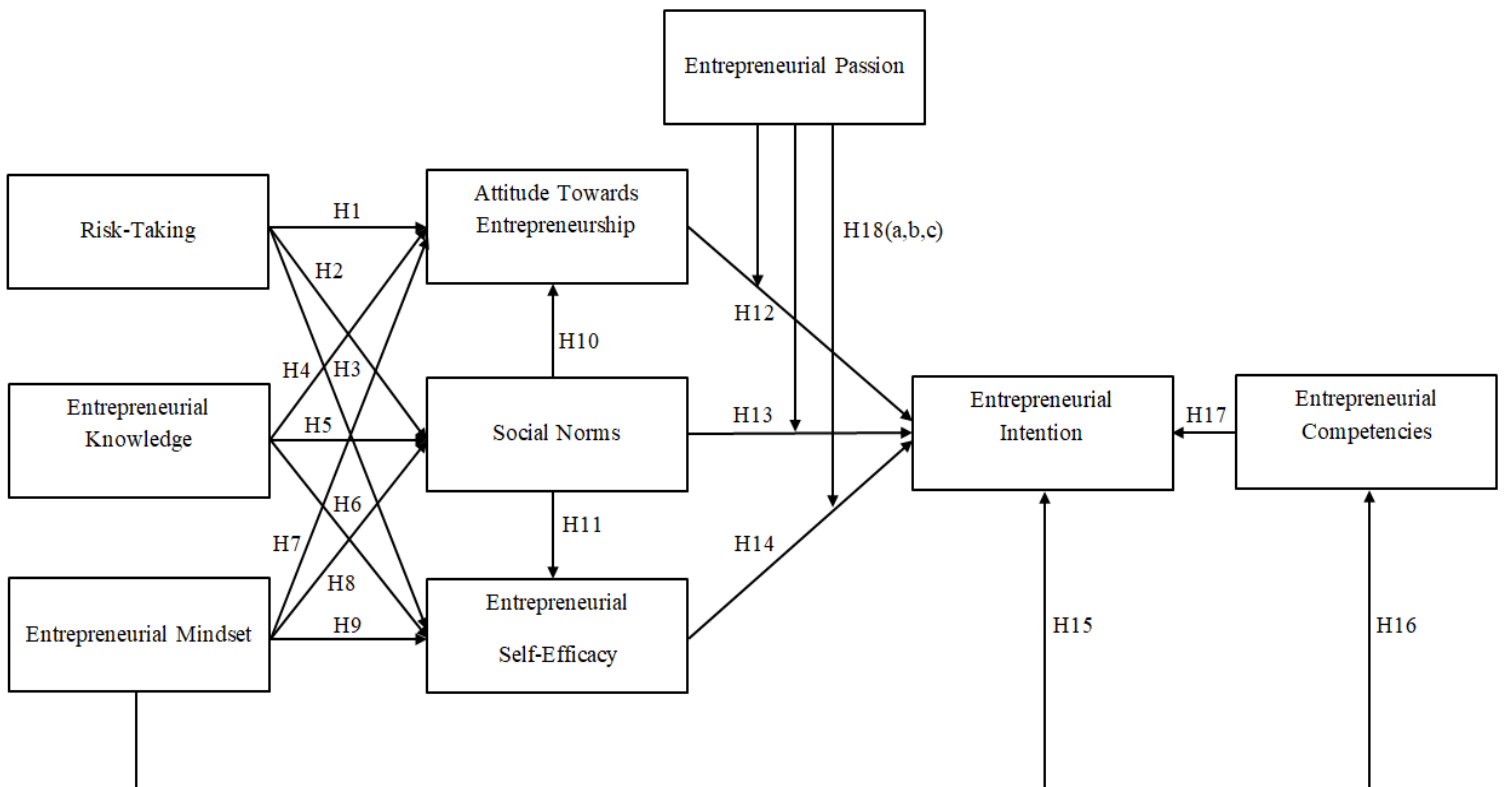 Entrepreneurial Passion
Risk-Taking
H1
Attitude Towards
Entrepreneurship
H18(a,b,c)
H2
H12
H10
H4
H3
Entrepreneurial
Knowledge
H5
Social Norms
H13
Entrepreneurial
Intention
H17
Entrepreneurial
Competencies
H6
H11
H7
H14
H8
Entrepreneurial Mindset
H9
Entrepreneurial
Self-Efficacy
H15
H16